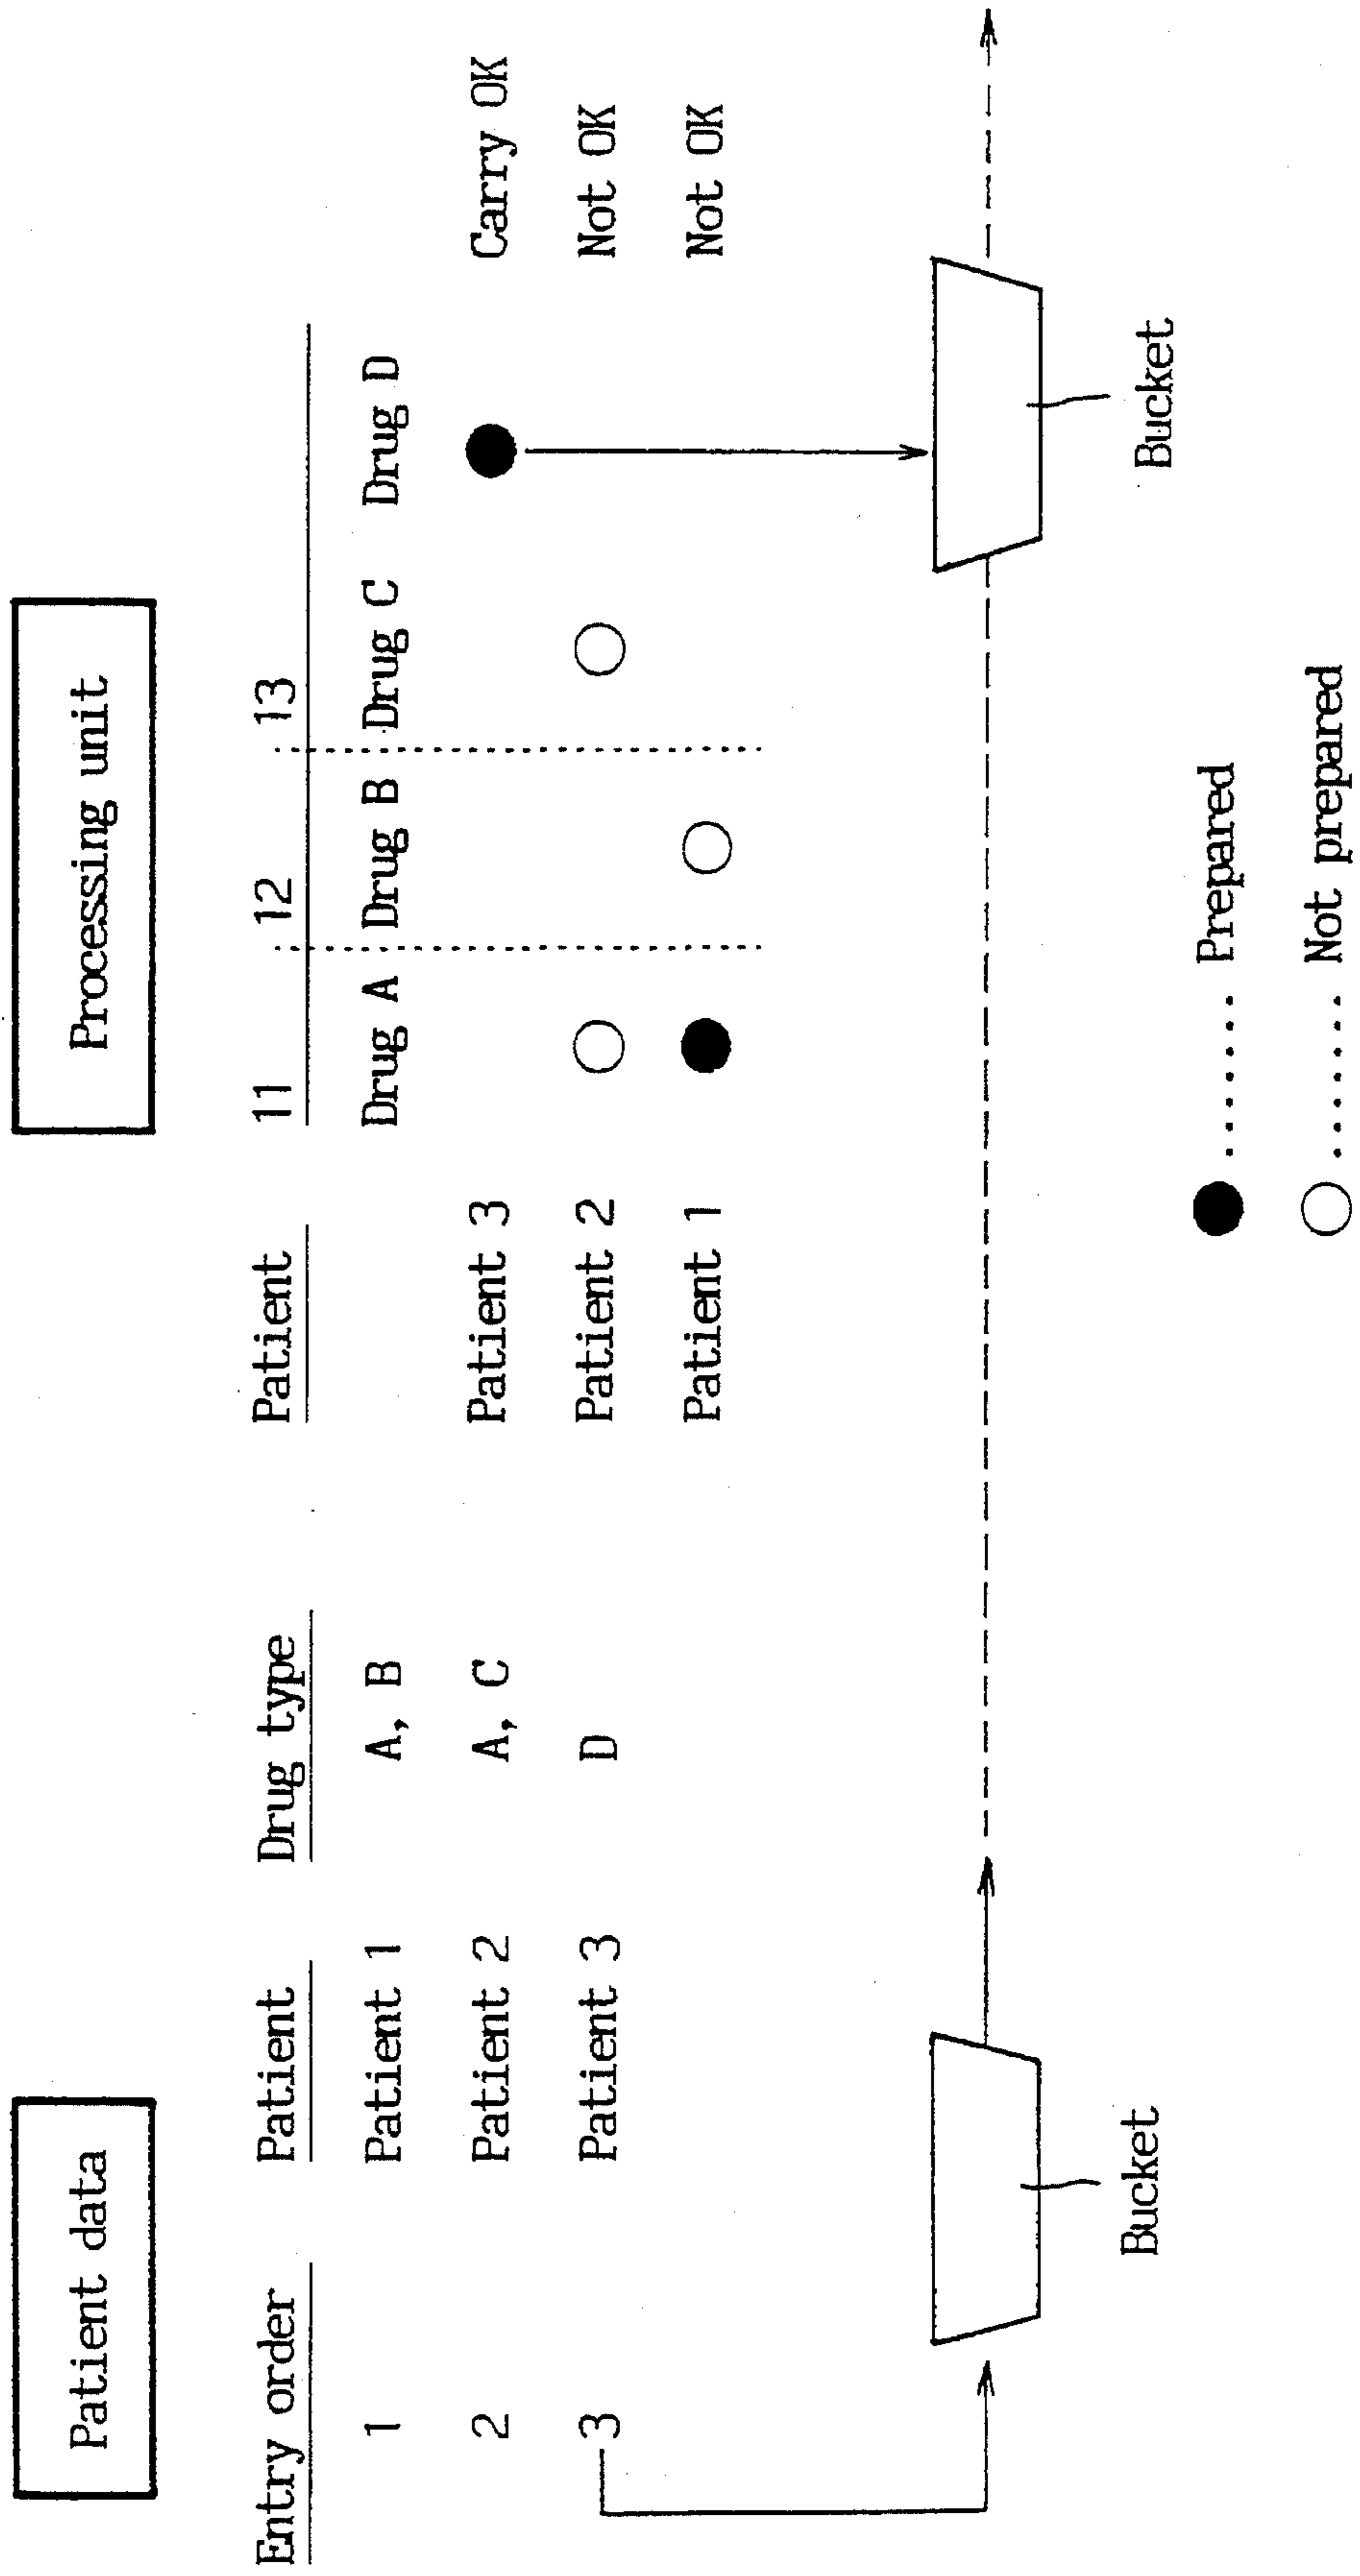 Patient data
Entry order Patient Drug type
1 Patient 1 A, B
2 Patient 2 A, C
3 Patient 3 D
Bucket
Processing unit
Patient 11 12 13
Drug A Drug B Drug C Drug D
Patient 3 Carry OK
Patient 2 Not OK
Patient 1 Not OK
Bucket
....... Prepared
....... Not prepared